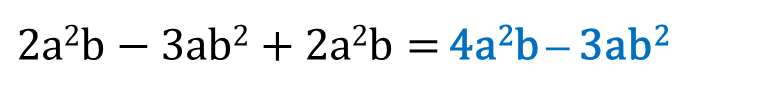 2a²b − 3ab² + 2a²b = 4a²b – 3ab²